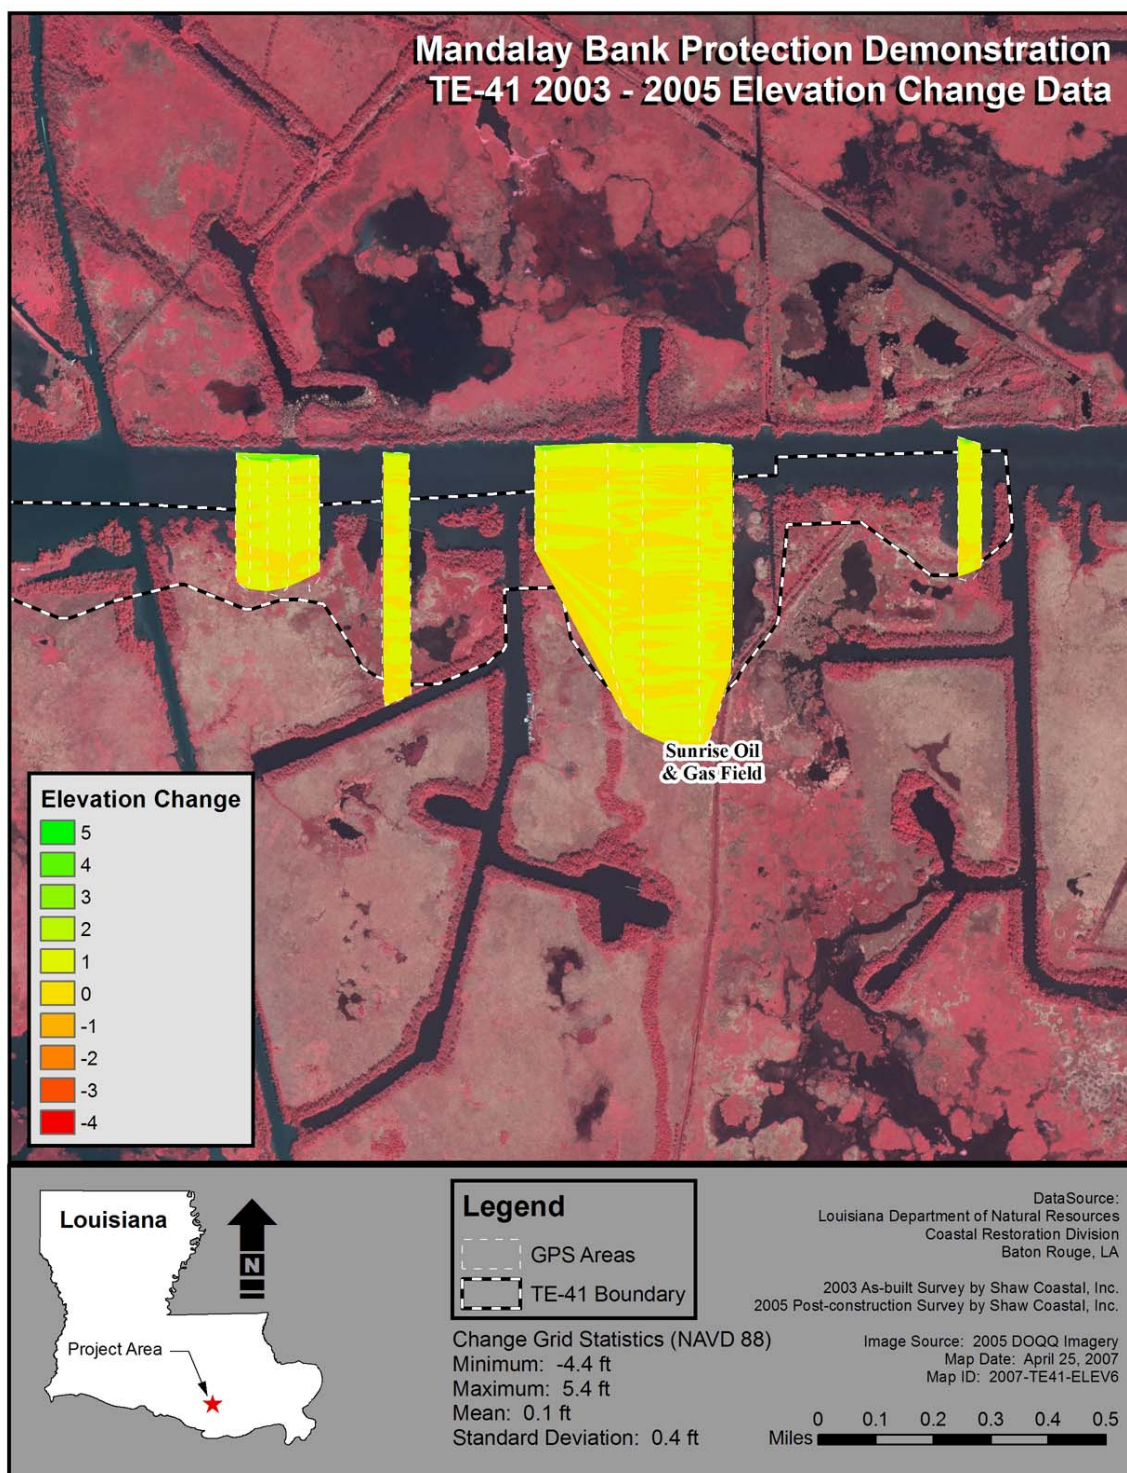 Mandalay Bank Protection Demonstration
TE-41 2003 - 2005 Elevation Change Data
Sunrise Oil
& Gas Field
Elevation Change
5
4
3
2
1
0
-1
-2
-3
-4
Louisiana
Project Area
N
Legend
GPS Areas
TE-41 Boundary
Change Grid Statistics (NAVD 88)
Minimum: -4.4 ft
Maximum: 5.4 ft
Mean: 0.1 ft
Standard Deviation: 0.4 ft
DataSource:
Louisiana Department of Natural Resources
Coastal Restoration Division
Baton Rouge, LA
2003 As-built Survey by Shaw Coastal, Inc.
2005 Post-construction Survey by Shaw Coastal, Inc.
Image Source: 2005 DOQQ Imagery
Map Date: April 25, 2007
Map ID: 2007-TE41-ELEV6
0 0.1 0.2 0.3 0.4 0.5
Miles